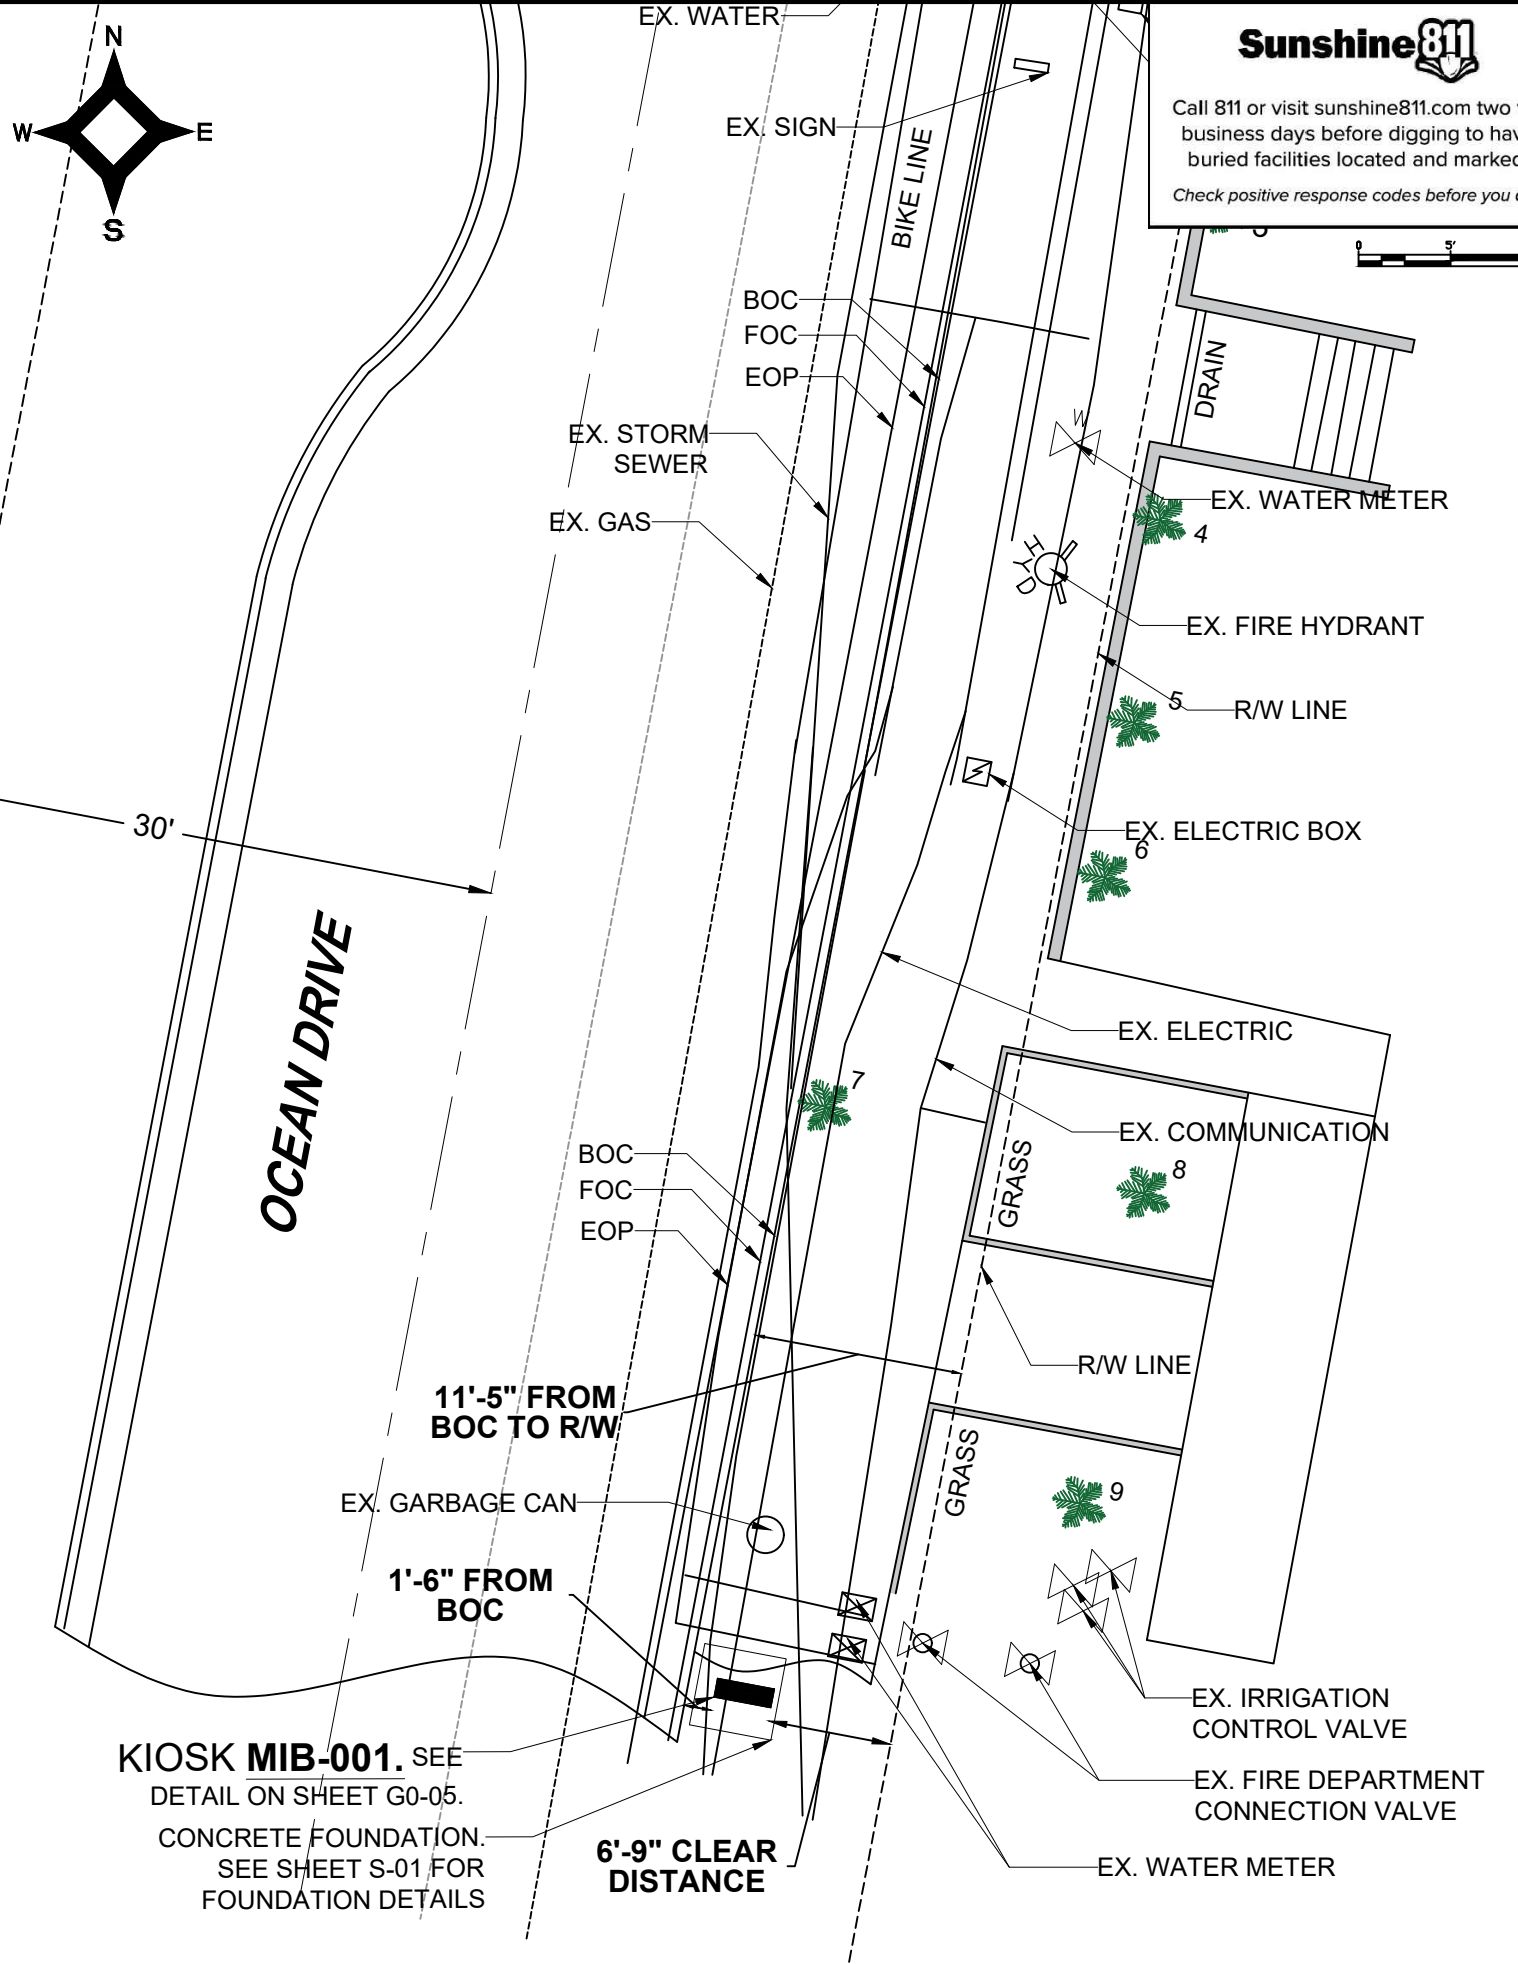 EX. WATER
N
W
E
S
Sunshine 811
Call 811 or visit sunshine811.com two
business days before digging to
buried facilities located and
Check positive response codes before you
0
5'
EX. SIGN
BIKE LINE
BOC
FOC
EOP
DRAIN
EX. STORM
SEWER
W
EX. WATER METER
EX. GAS
4
HYD
EX. FIRE HYDRANT
5
R/W LINE
30'
EX. ELECTRIC BOX
6
OCEAN DRIVE
EX. ELECTRIC
7
EX. COMMUNICATION
BOC
FOC
EOP
GRASS
8
R/W LINE
11'-5" FROM
BOC TO R/W
GRASS
9
EX. GARBAGE CAN
1'-6" FROM
BOC
EX. IRRIGATION
CONTROL VALVE
KIOSK MIB-001. SEE
DETAIL ON SHEET G0-05.
EX. FIRE DEPARTMENT
CONNECTION VALVE
CONCRETE FOUNDATION.
SEE SHEET S-01 FOR
FOUNDATION DETAILS
6'-9" CLEAR
DISTANCE
EX. WATER METER